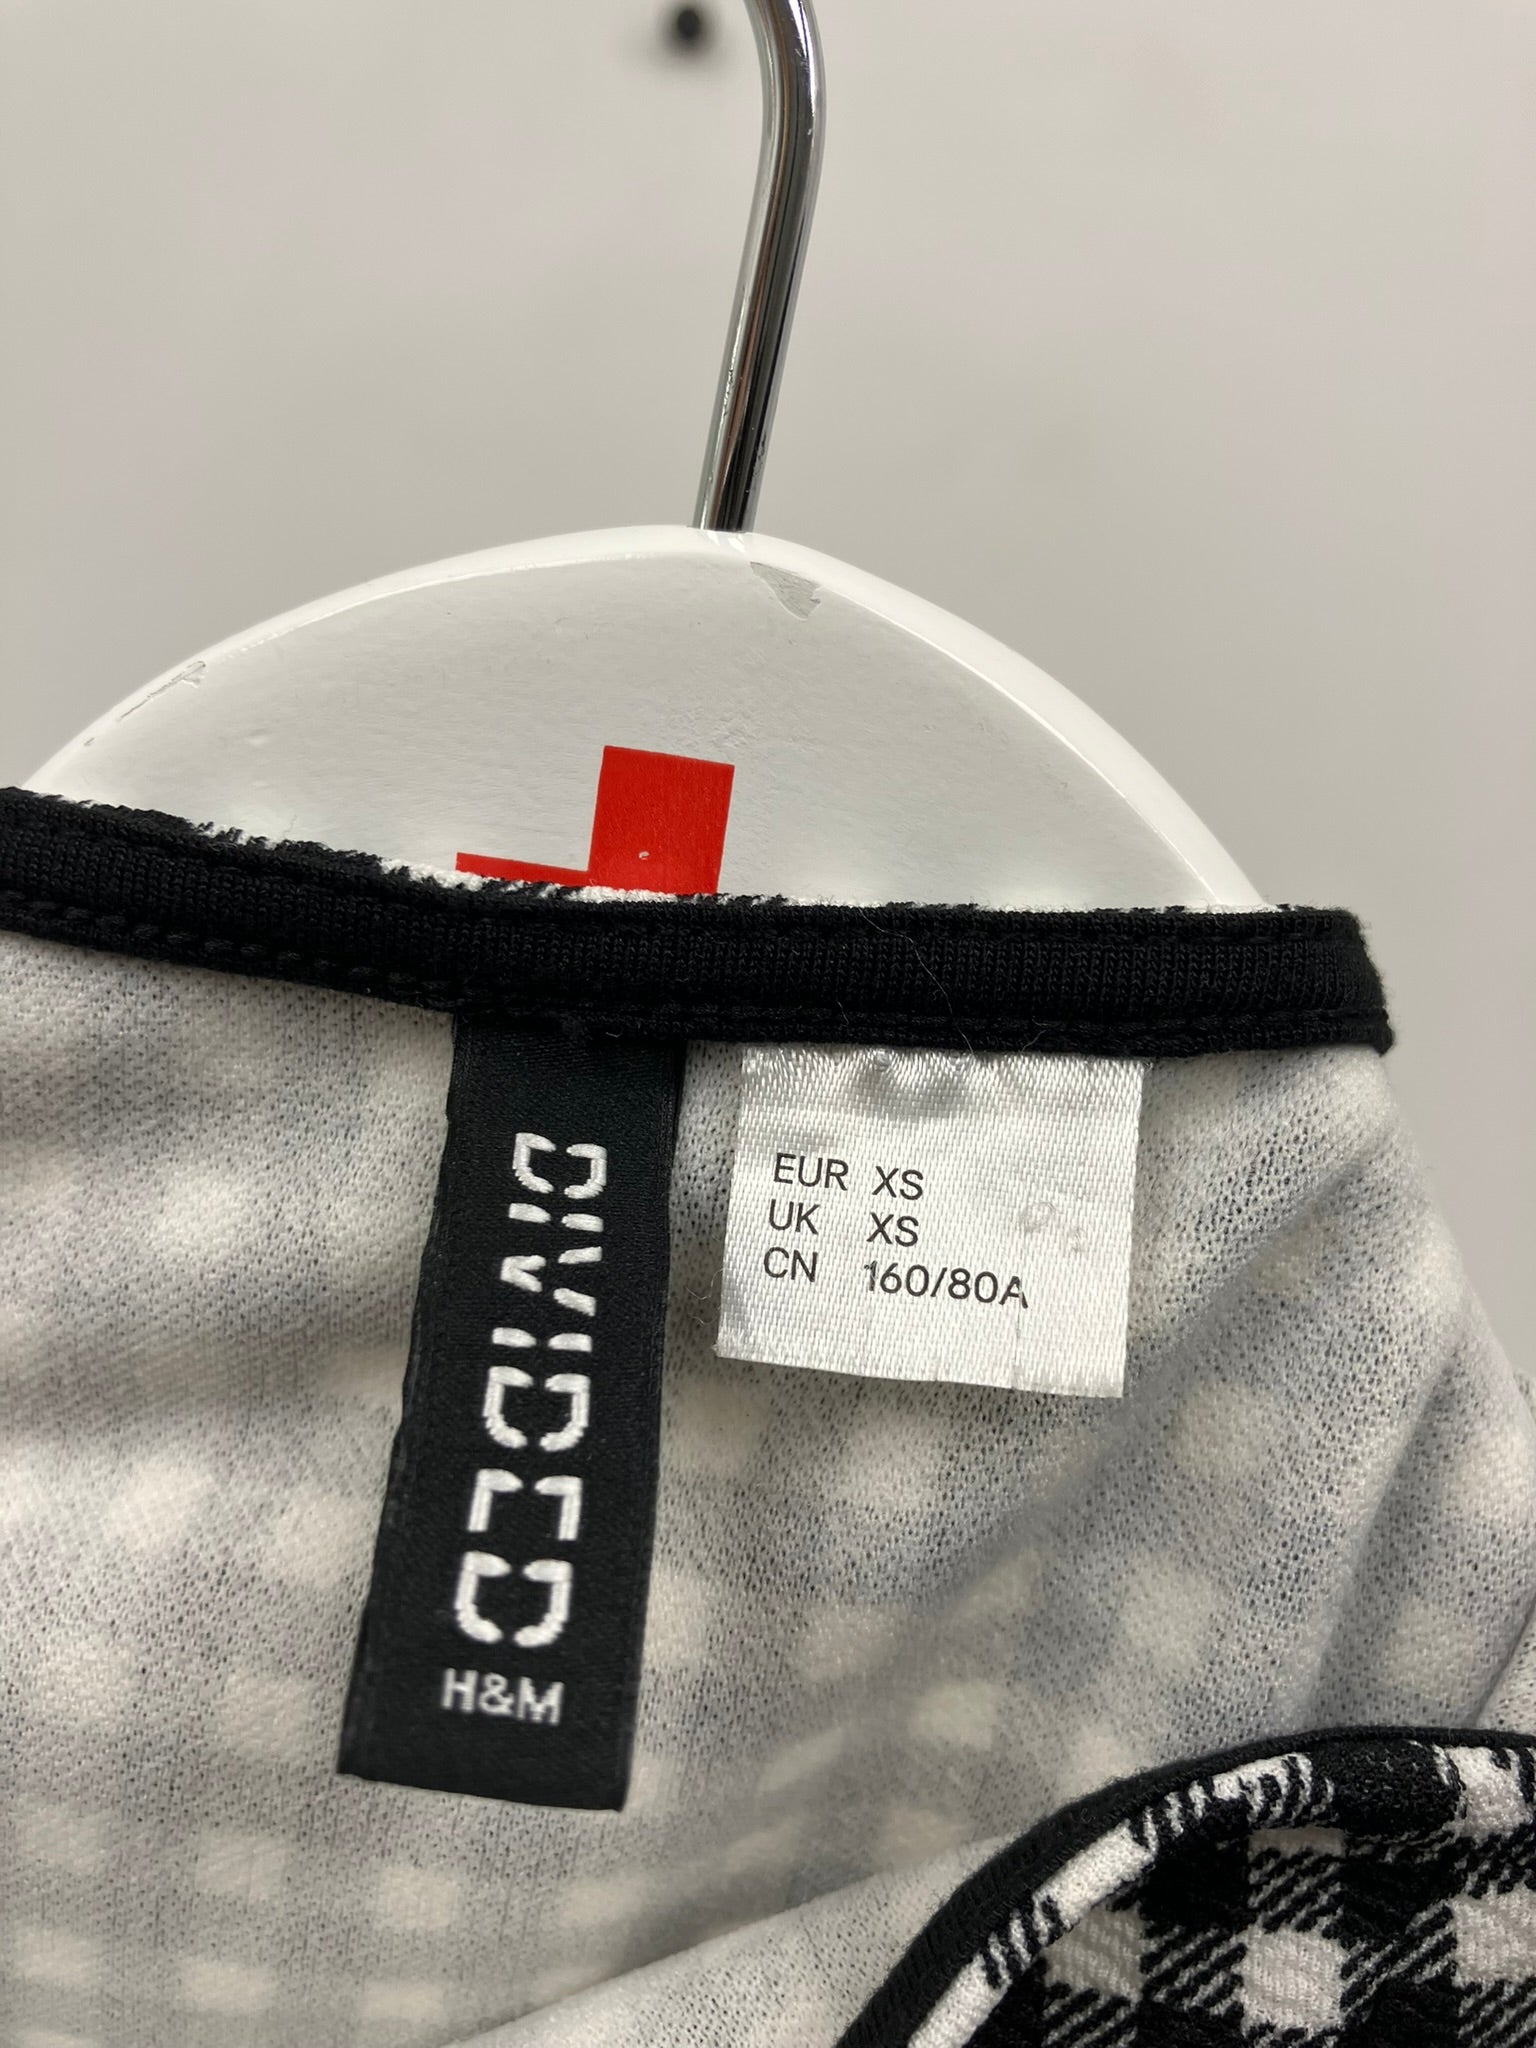 DIVIDED
H&M
EUR XS
UK XS
CN 160/80A